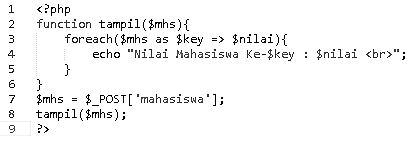 1 <?php
2 function tampil($mhs){
3     foreach($mhs as $key => $nilai){
4         echo "Nilai Mahasiswa Ke-$key : $nilai <br>";
5     }
6 }
7 $mhs = $_POST['mahasiswa'];
8 tampil($mhs);
9 ?>